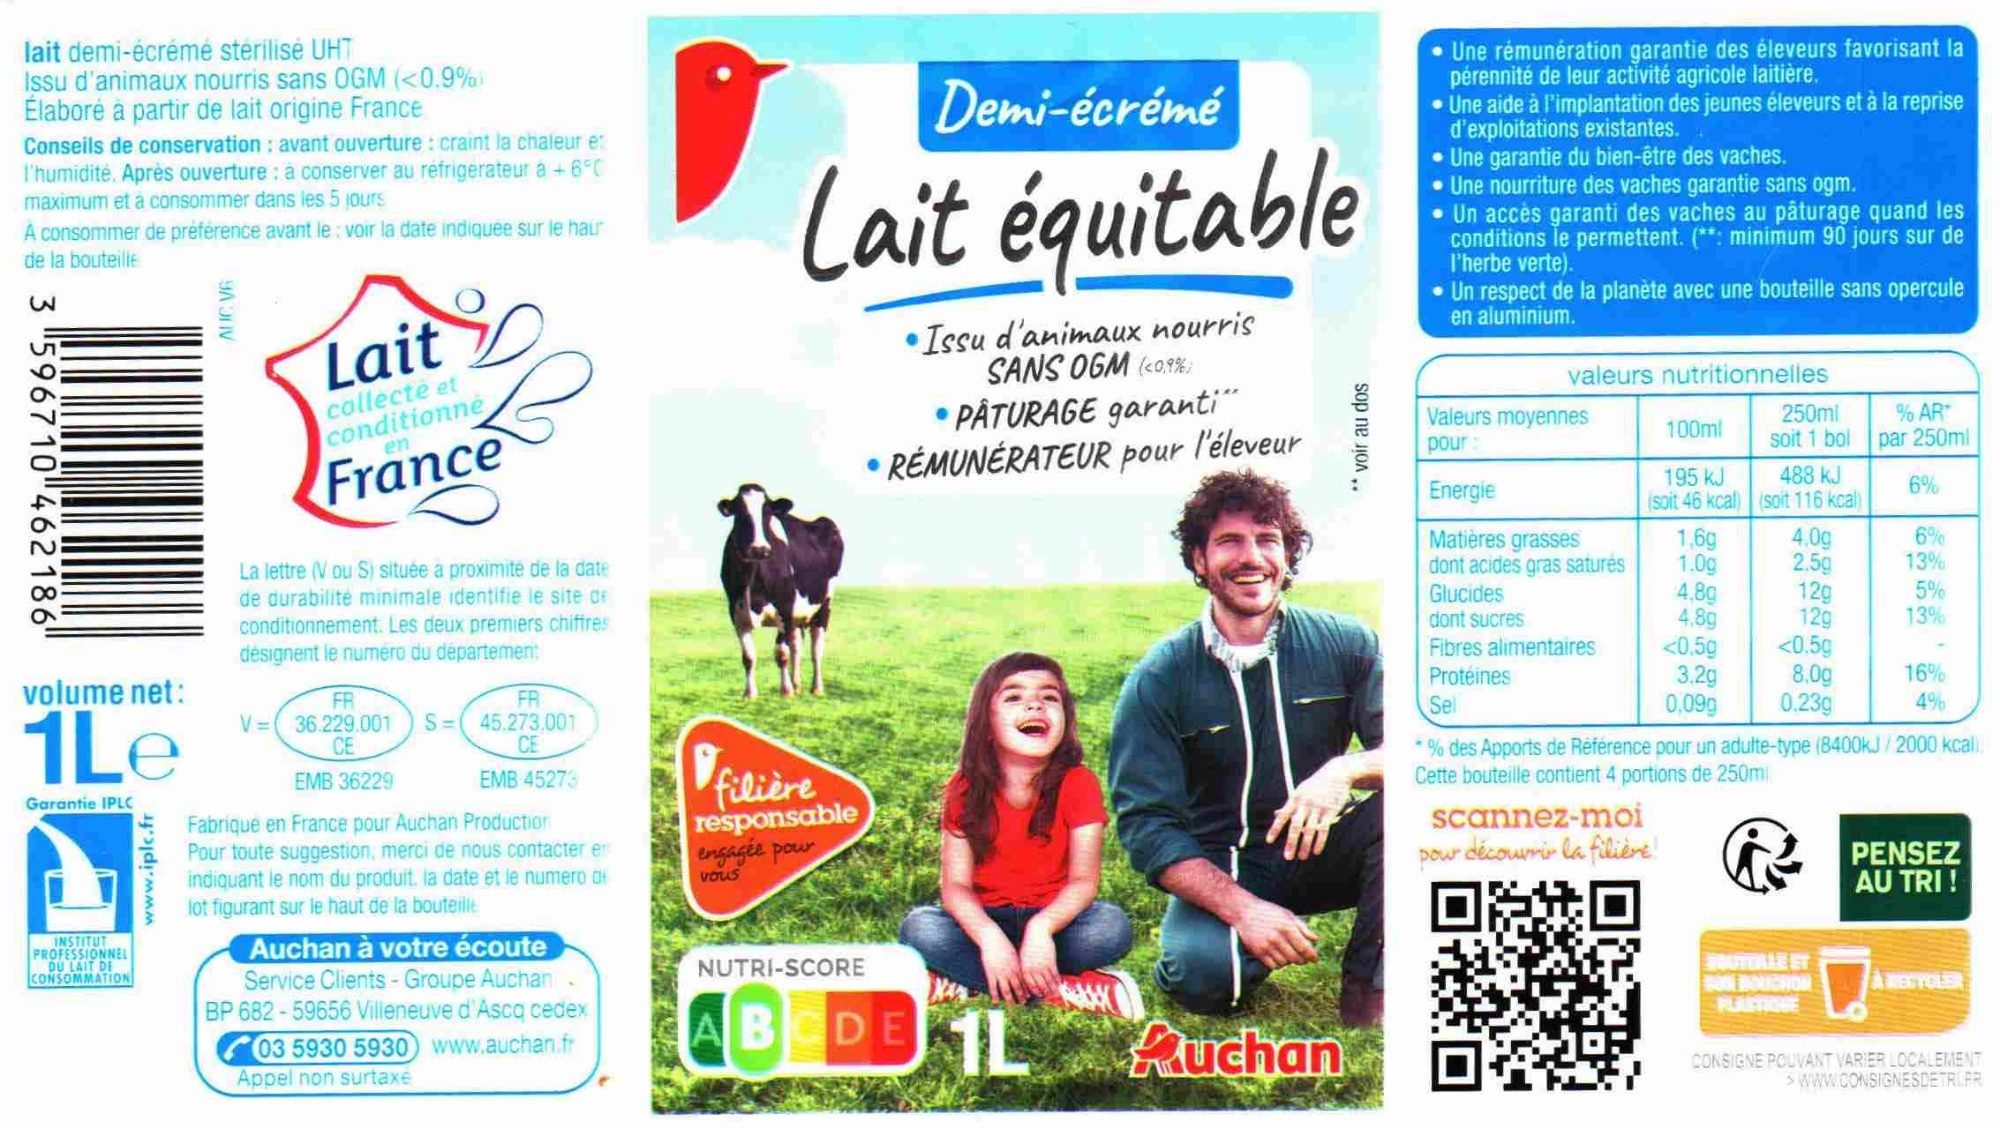 lait demi-écrémé stérilisé UHT
Issu d'animaux nourris sans OGM (<0.9%)
Élaboré à partir de lait origine France
Conseils de conservation : avant ouverture : craint la chaleur et
l'humidité. Après ouverture : à conserver au réfrigérateur à + 6°C
maximum et à consommer dans les 5 jours
A consommer de préférence avant le : voir la date indiquée sur le haut
de la bouteille
3 596710 462186
Lait
collecté et
conditionné
en
France
La lettre (V ou S) située à proximité de la date
de durabilité minimale identifie le site de
conditionnement. Les deux premiers chiffres
désignent le numéro du département
volume net :
1L e
V = FR 36.229.001 CE
EMB 36229
S = FR 45.273.001 CE
EMB 45273
Garantie IPLC
www.iplc.fr
INSTITUT
PROFESSIONNEL
DU LAIT DE
CONSOMMATION
Fabriqué en France pour Auchan Production
Pour toute suggestion, merci de nous contacter en
indiquant le nom du produit, la date et le numero de
lot figurant sur le haut de la bouteille
Auchan à votre écoute
Service Clients - Groupe Auchan
BP 682 - 59656 Villeneuve d'Ascq cedex
03 5930 5930 www.auchan.fr
Appel non surtaxé
Demi-écrémé
Lait équitable
• Issu d'animaux nourris
SANS OGM (<0,9%)
• PÂTURAGE garanti**
• RÉMUNÉRATEUR pour l'éleveur
** voir au dos
filière
responsable
engagée pour
vous
NUTRI-SCORE
A B C D E
1L
Auchan
• Une rémunération garantie des éleveurs favorisant la
pérennité de leur activité agricole laitière.
• Une aide à l'implantation des jeunes éleveurs et à la reprise
d'exploitations existantes.
• Une garantie du bien-être des vaches.
• Une nourriture des vaches garantie sans ogm.
• Un accès garanti des vaches au pâturage quand les
conditions le permettent. (**: minimum 90 jours sur de
l'herbe verte).
• Un respect de la planète avec une bouteille sans opercule
en aluminium.
valeurs nutritionnelles
Valeurs moyennes pour : 100ml 250ml soit 1 bol % AR* par 250ml
Energie 195 kJ (soit 46 kcal) 488 kJ (soit 116 kcal) 6%
Matières grasses 1,6g 4,0g 6%
dont acides gras saturés 1.0g 2.5g 13%
Glucides 4.8g 12g 5%
dont sucres 4.8g 12g 13%
Fibres alimentaires <0.5g <0.5g -
Protéines 3.2g 8.0g 16%
Sel 0,09g 0.23g 4%
* % des Apports de Référence pour un adulte-type (8400kJ / 2000 kcal).
Cette bouteille contient 4 portions de 250ml
scannez-moi
pour découvrir la filière !
PENSEZ
AU TRI !
BOUTEILLE ET
SON BOUCHON
PLASTIQUE
À RECYCLER
CONSIGNE POUVANT VARIER LOCALEMENT
> WWW.CONSIGNESDETRI.FR